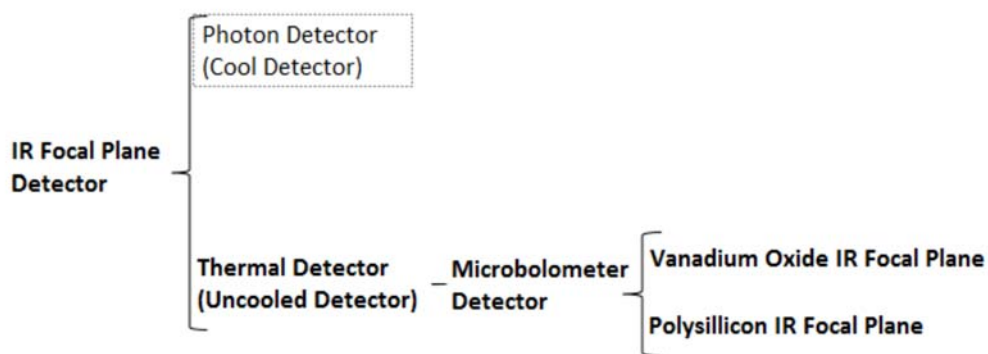 Photon Detector
(Cool Detector)
IR Focal Plane
Detector
Thermal Detector
(Uncooled Detector)
Microbolometer
Detector
Vanadium Oxide IR Focal Plane
Polysillicon IR Focal Plane